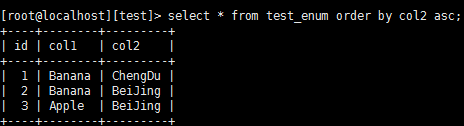 [root@localhost][test]> select * from test_enum order by col2 asc;
+----+--------+---------+
| id | col1   | col2    |
+----+--------+---------+
|  1 | Banana | ChengDu |
|  2 | Banana | BeiJing |
|  3 | Apple  | BeiJing |
+----+--------+---------+